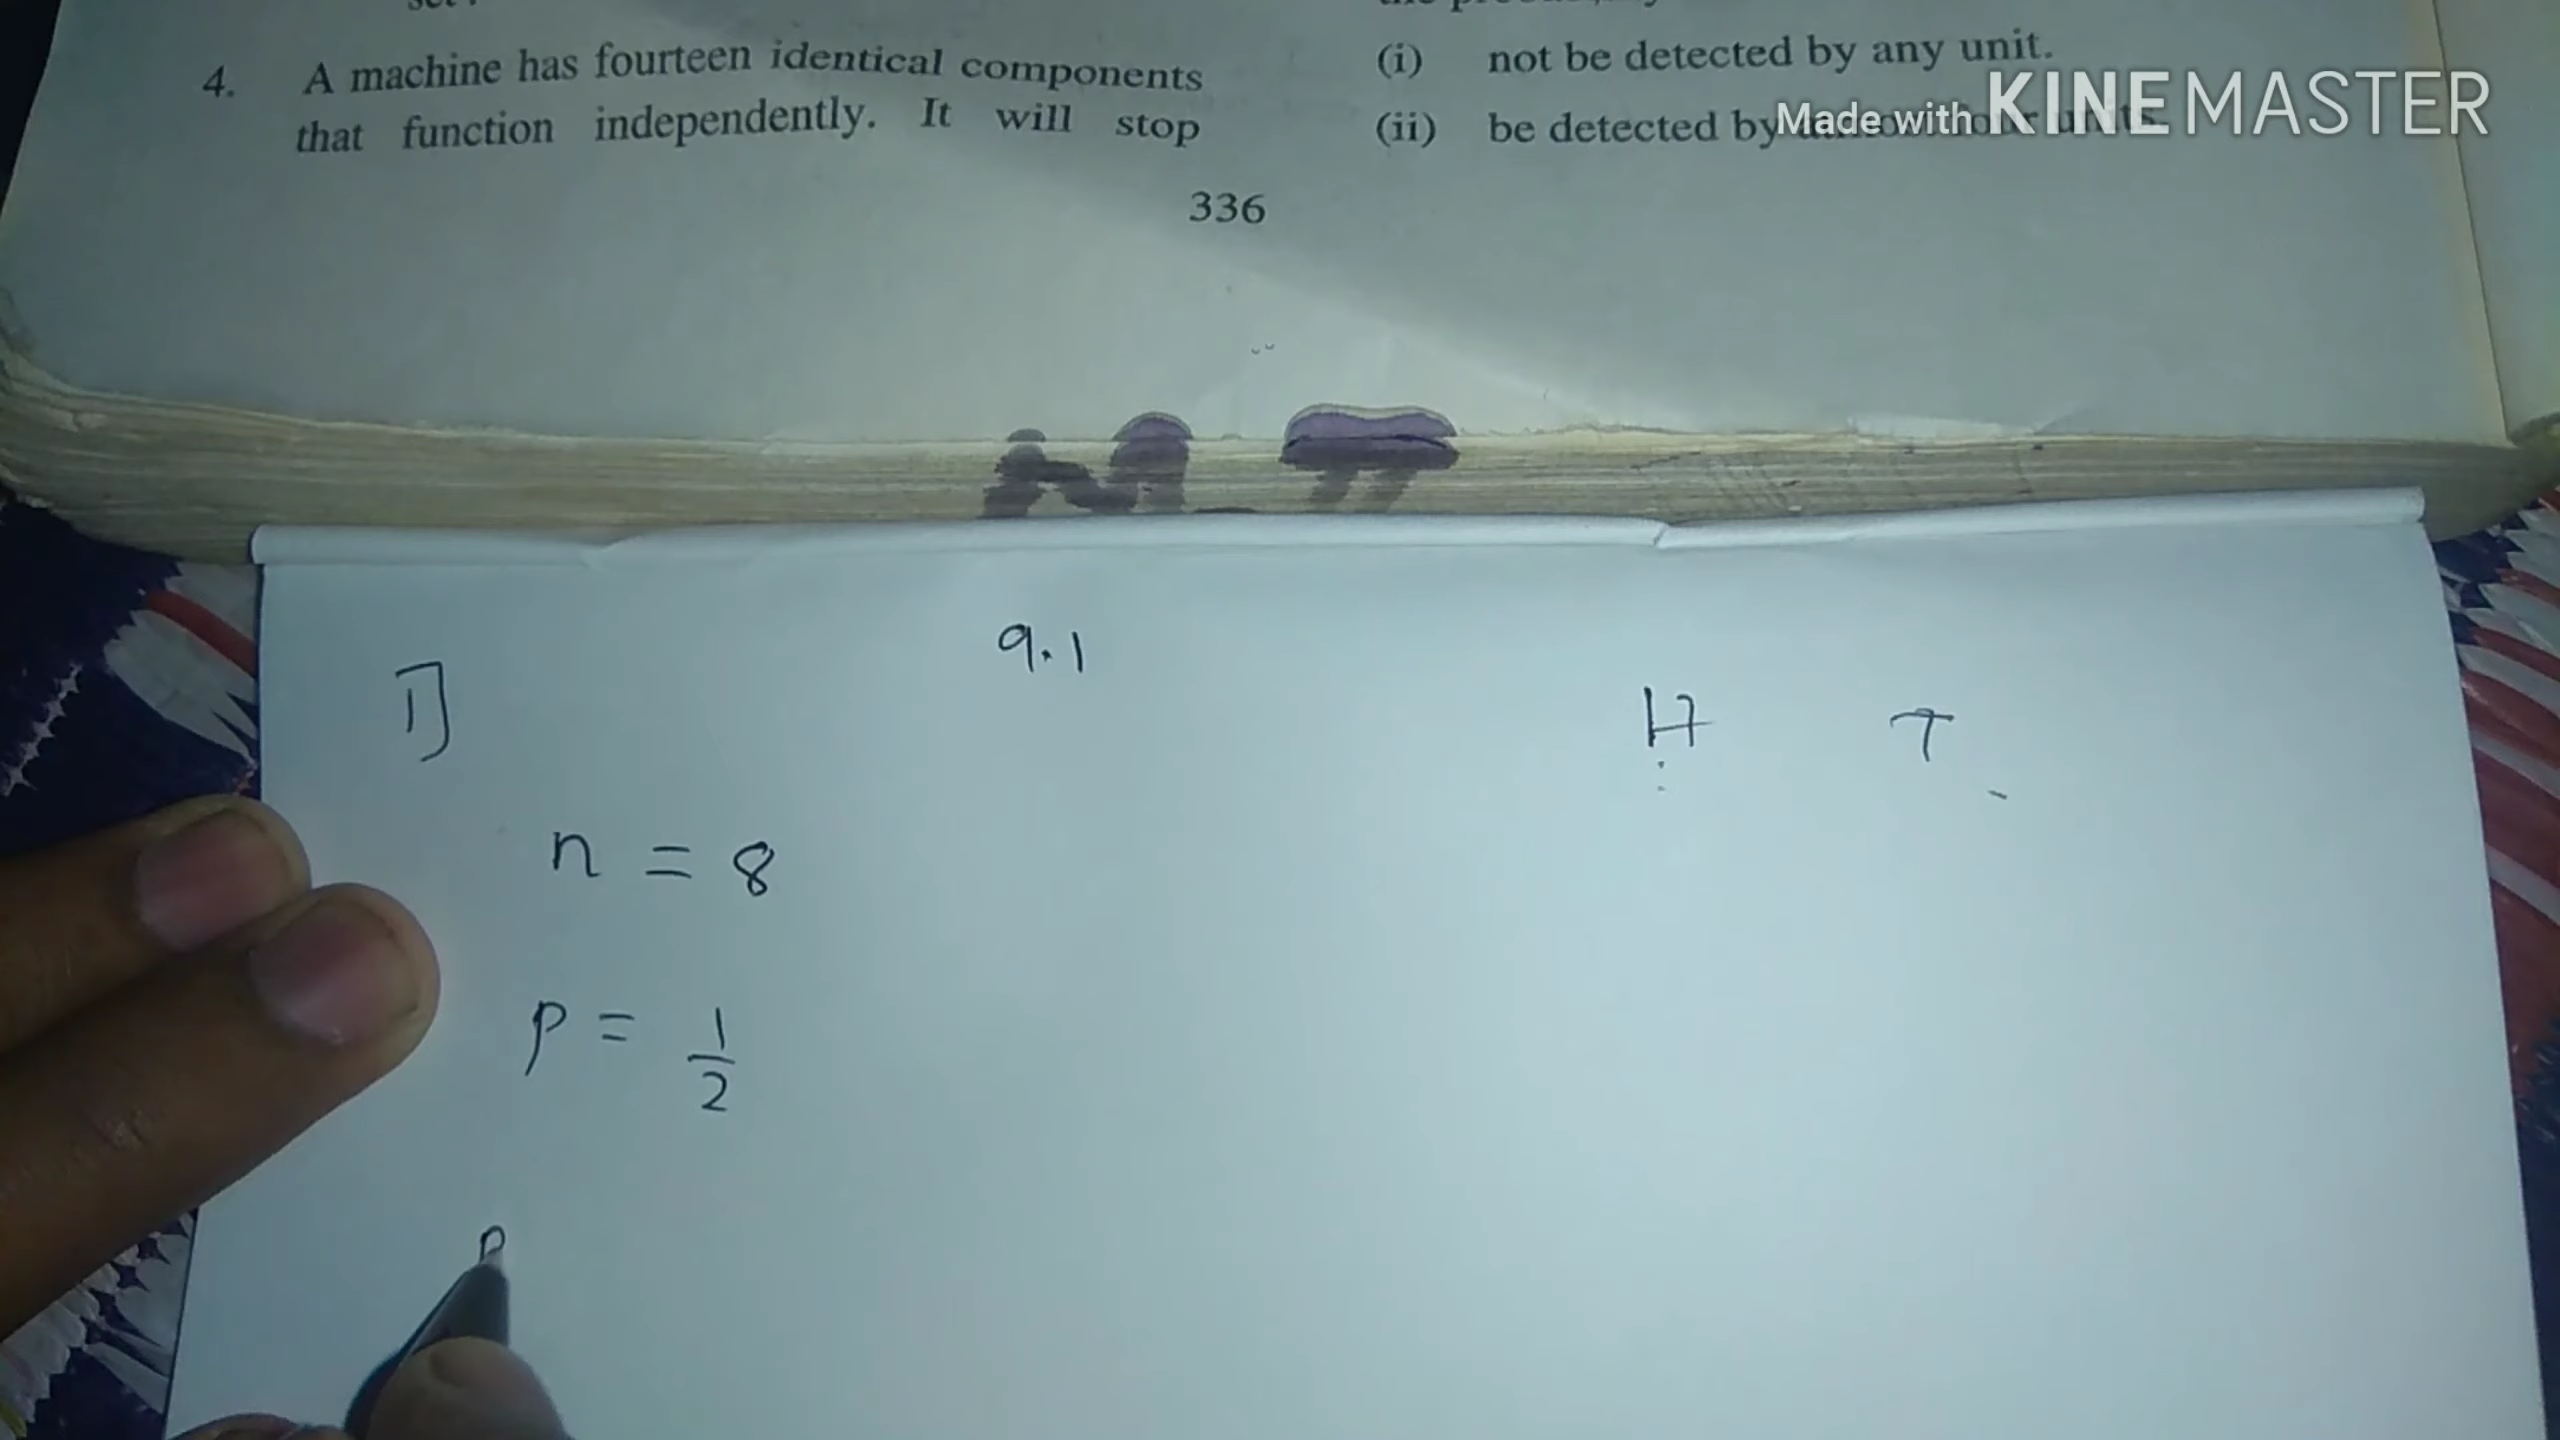 4. A machine has fourteen identical components
that function independently. It will stop
(i) not be detected by any unit.
(ii) be detected by
Made with KINEMASTER
336
9.1
1]
H T
n = 8
p = 1/2